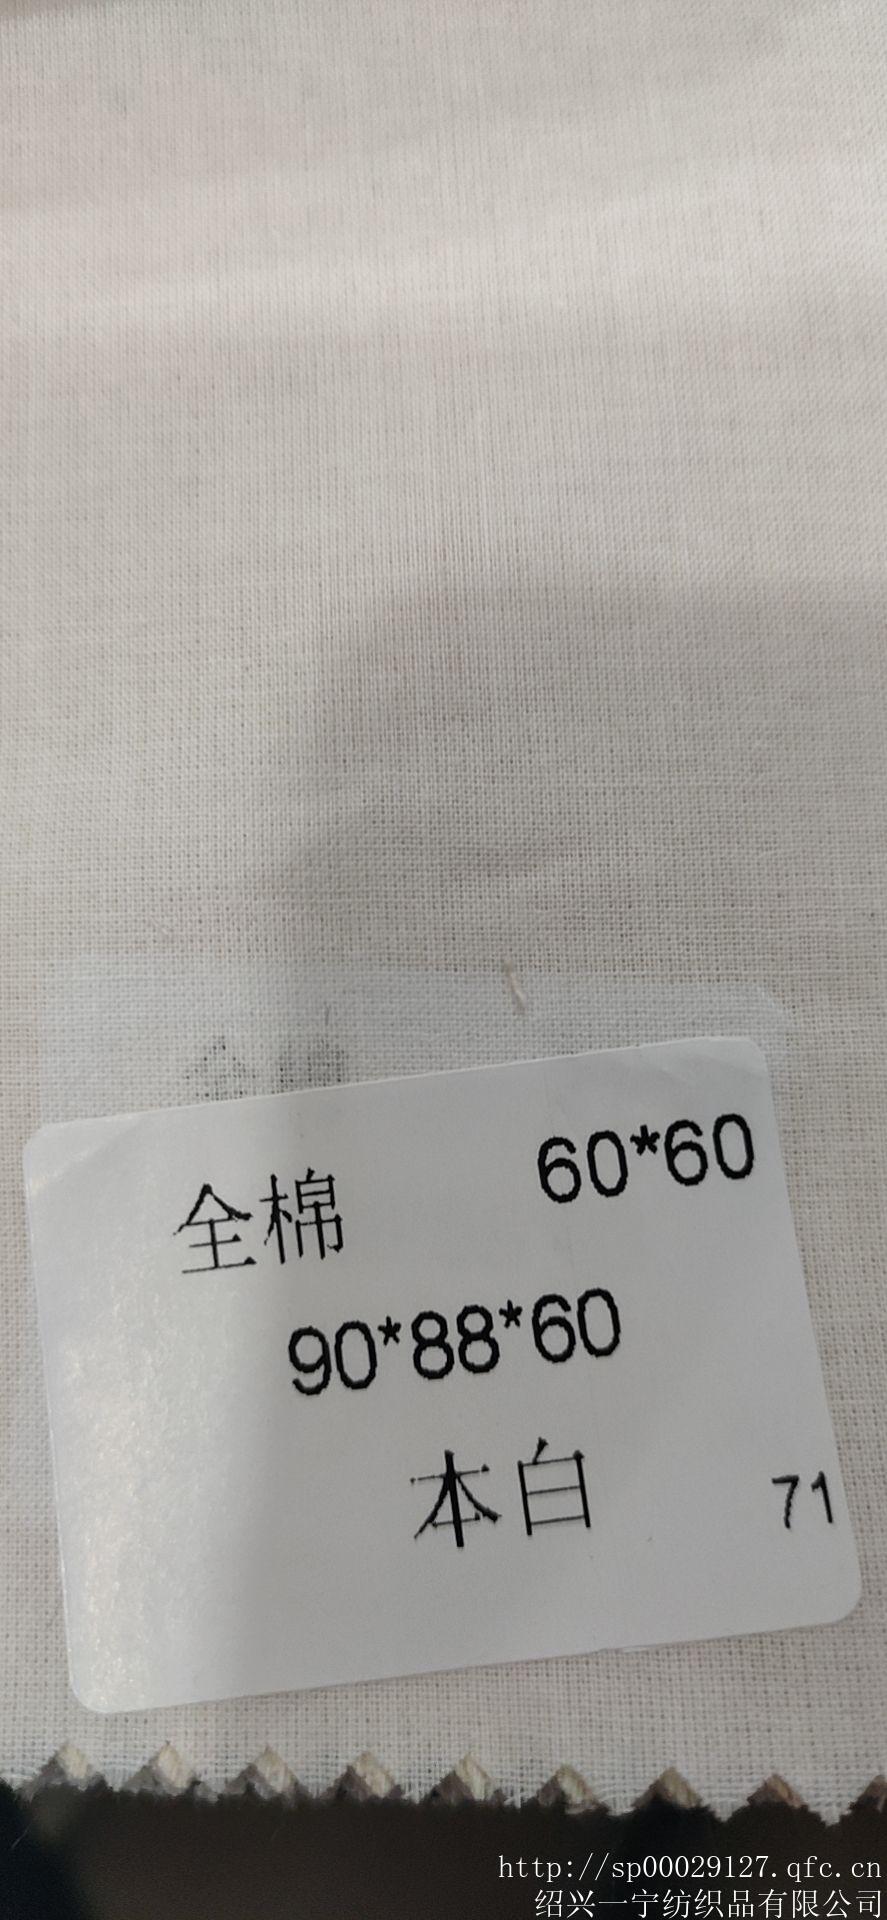 全棉 60*60
90*88*60
本白 71
http://sp00029127.qfc.cn
绍兴一宁纺织品有限公司